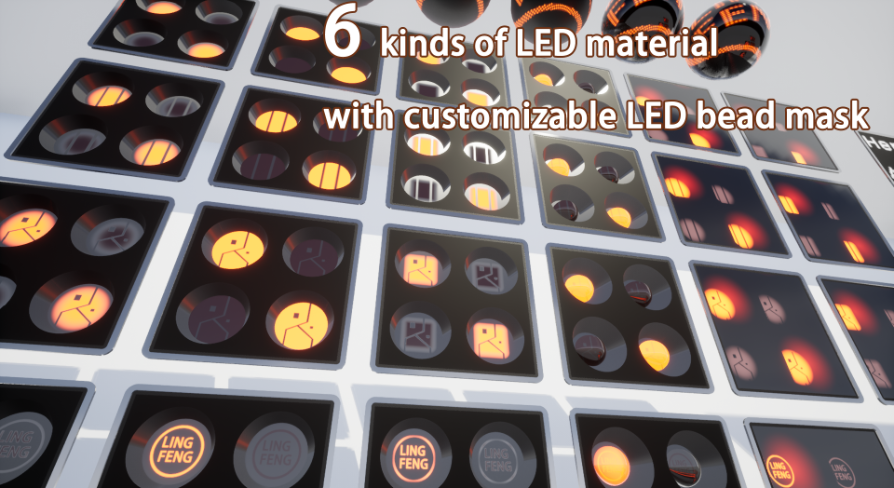 6 kinds of LED material
with customizable LED bead mask
LING
FENG
LING
FENG
LING
FENG
LING
FENG
LING
FENG